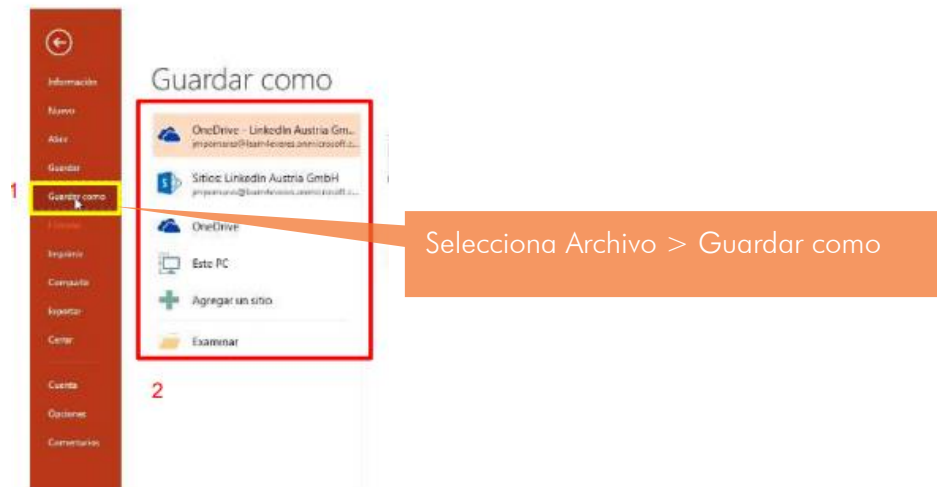 Información
Nuevo
Abrir
Guardar
1
Guardar como
Imprimir
Compartir
Exportar
Cerrar
Cuenta
Opciones
Comentarios
Guardar como
OneDrive - LinkedIn Austria Gm...
Sitios: LinkedIn Austria GmbH
OneDrive
Este PC
Agregar un sitio
Examinar
2
Selecciona Archivo > Guardar como